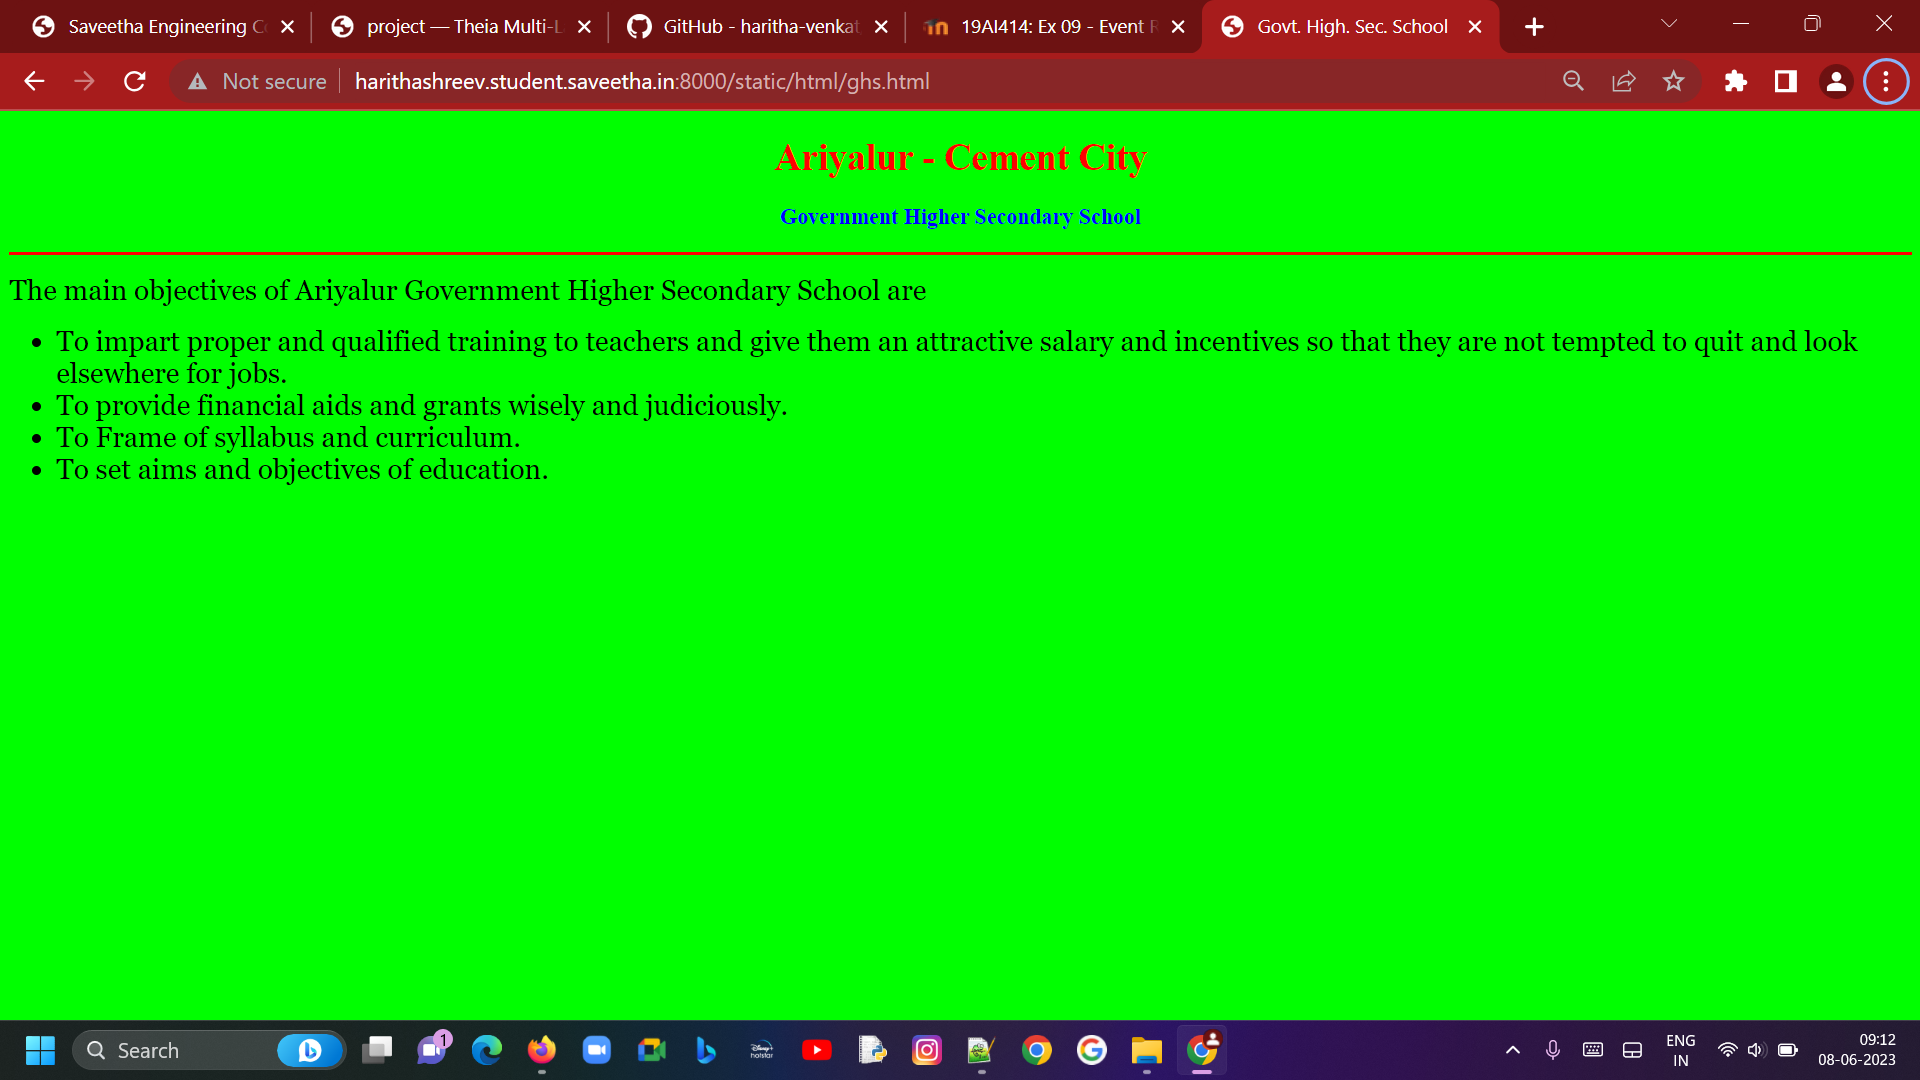 Saveetha Engineering C
project — Theia Multi-L
GitHub - haritha-venkat
19AI414: Ex 09 - Event R
Govt. High. Sec. School
Not secure
harithashreev.student.saveetha.in:8000/static/html/ghs.html
Ariyalur - Cement City
Government Higher Secondary School
The main objectives of Ariyalur Government Higher Secondary School are
• To impart proper and qualified training to teachers and give them an attractive salary and incentives so that they are not tempted to quit and look
elsewhere for jobs.
• To provide financial aids and grants wisely and judiciously.
• To Frame of syllabus and curriculum.
• To set aims and objectives of education.
Search
1
Disney+
hotstar
ENG
IN
09:12
08-06-2023